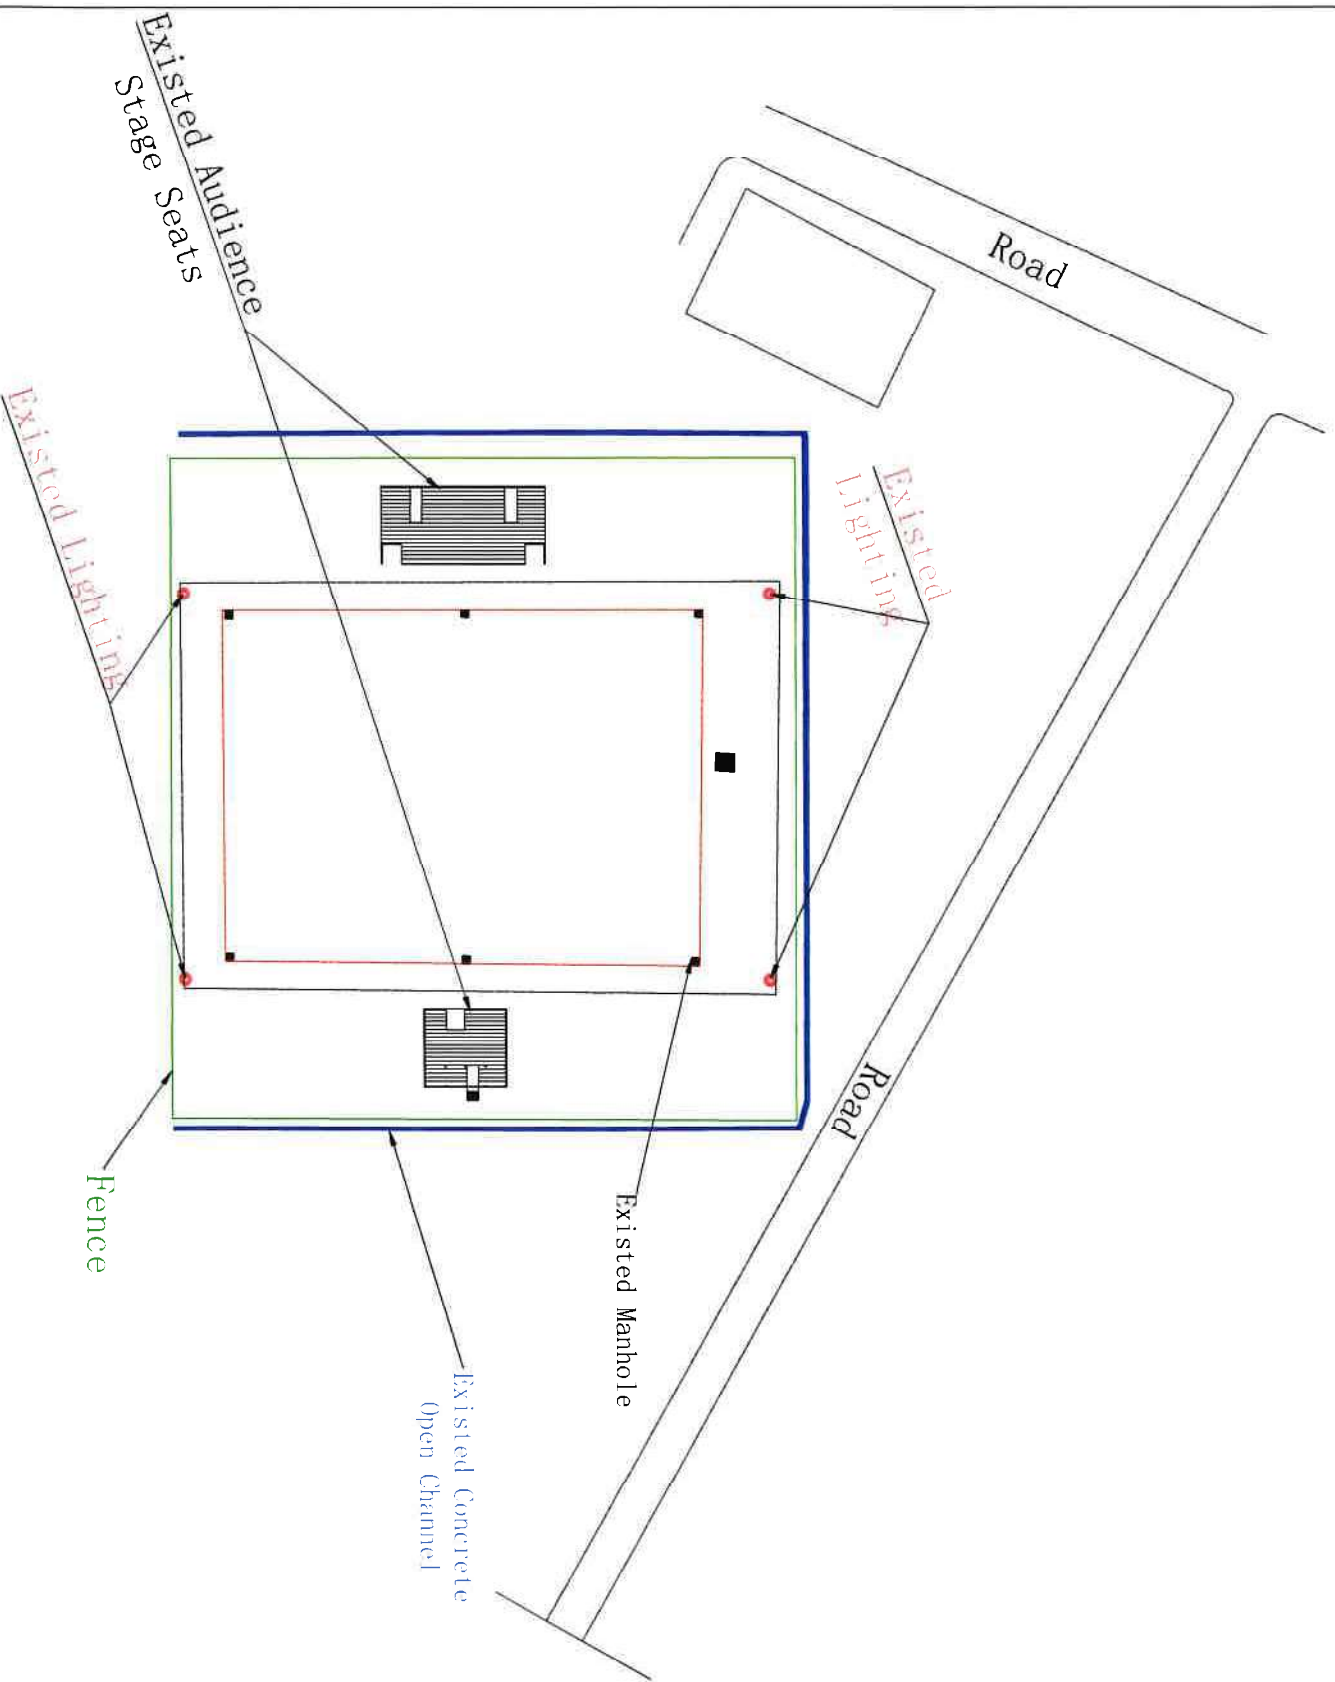 Existed Audience
Stage Seats
Road
Existed Lighting
Existed
Lighting
Road
Existed Manhole
Fence
Existed Concrete
Open Channel